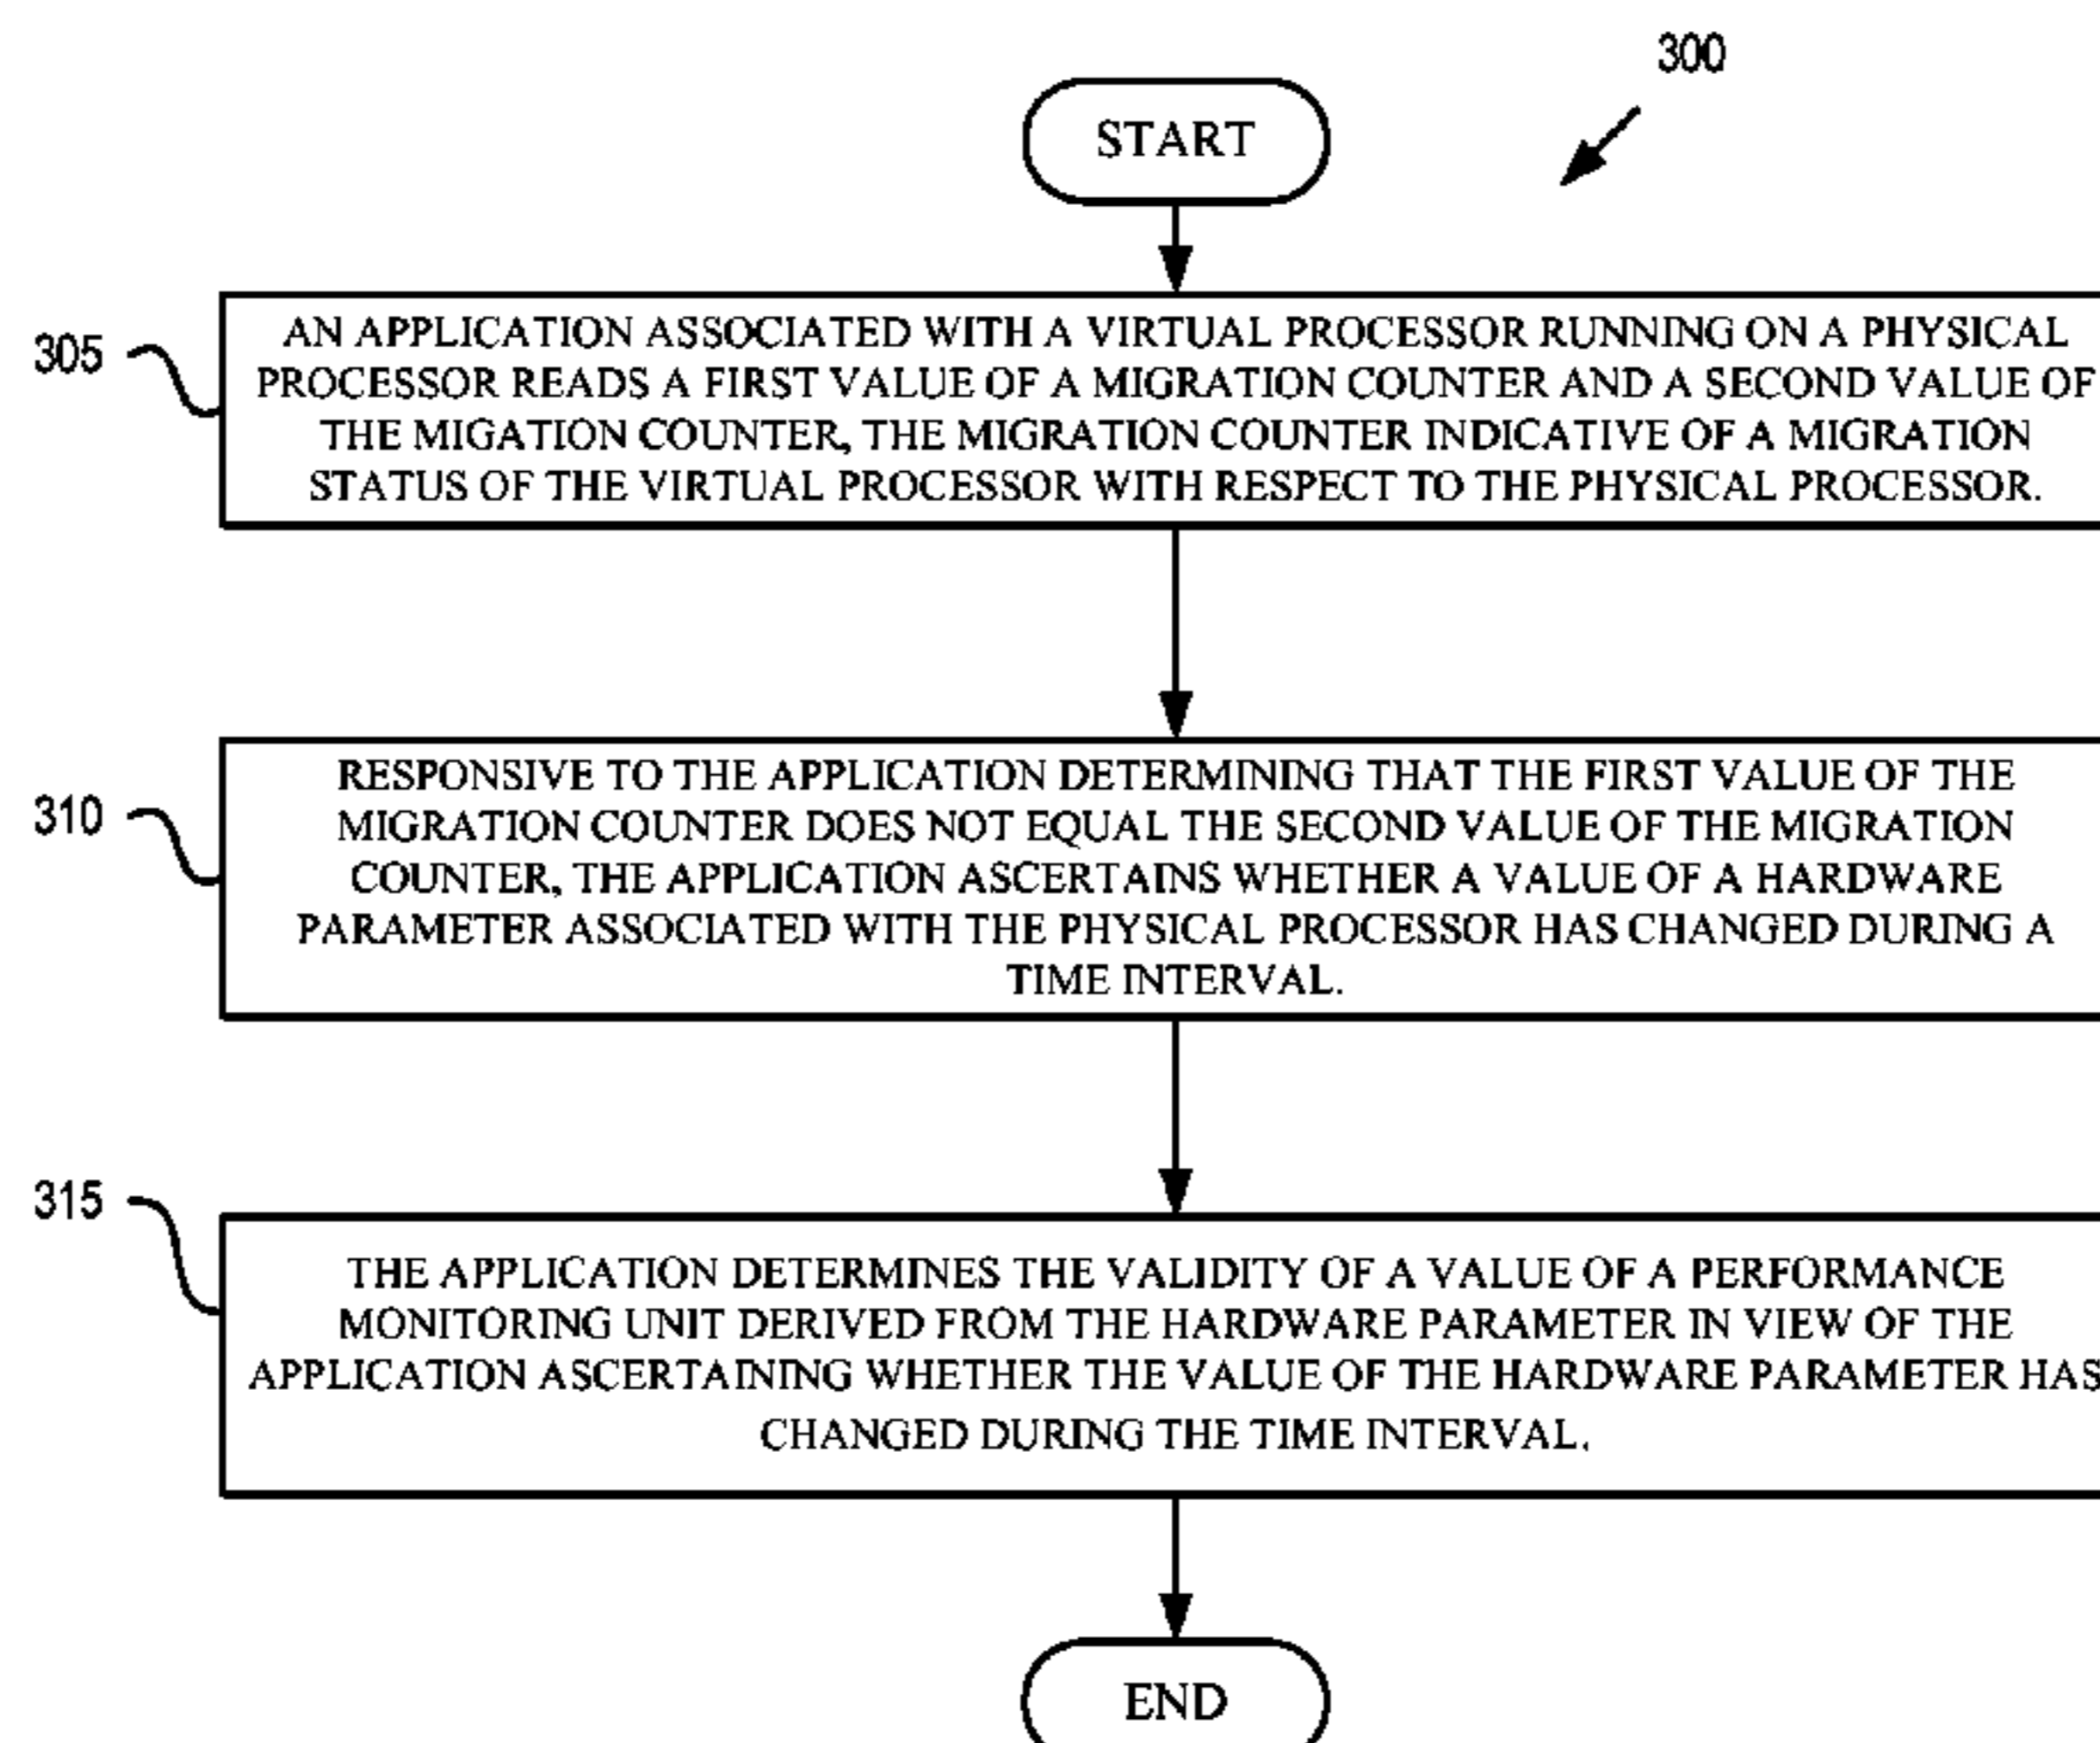 300
START
305
AN APPLICATION ASSOCIATED WITH A VIRTUAL PROCESSOR RUNNING ON A PHYSICAL
PROCESSOR READS A FIRST VALUE OF A MIGRATION COUNTER AND A SECOND VALUE OF
THE MIGATION COUNTER, THE MIGRATION COUNTER INDICATIVE OF A MIGRATION
STATUS OF THE VIRTUAL PROCESSOR WITH RESPECT TO THE PHYSICAL PROCESSOR.
310
RESPONSIVE TO THE APPLICATION DETERMINING THAT THE FIRST VALUE OF THE
MIGRATION COUNTER DOES NOT EQUAL THE SECOND VALUE OF THE MIGRATION
COUNTER, THE APPLICATION ASCERTAINS WHETHER A VALUE OF A HARDWARE
PARAMETER ASSOCIATED WITH THE PHYSICAL PROCESSOR HAS CHANGED DURING A
TIME INTERVAL.
315
THE APPLICATION DETERMINES THE VALIDITY OF A VALUE OF A PERFORMANCE
MONITORING UNIT DERIVED FROM THE HARDWARE PARAMETER IN VIEW OF THE
APPLICATION ASCERTAINING WHETHER THE VALUE OF THE HARDWARE PARAMETER HAS
CHANGED DURING THE TIME INTERVAL.
END